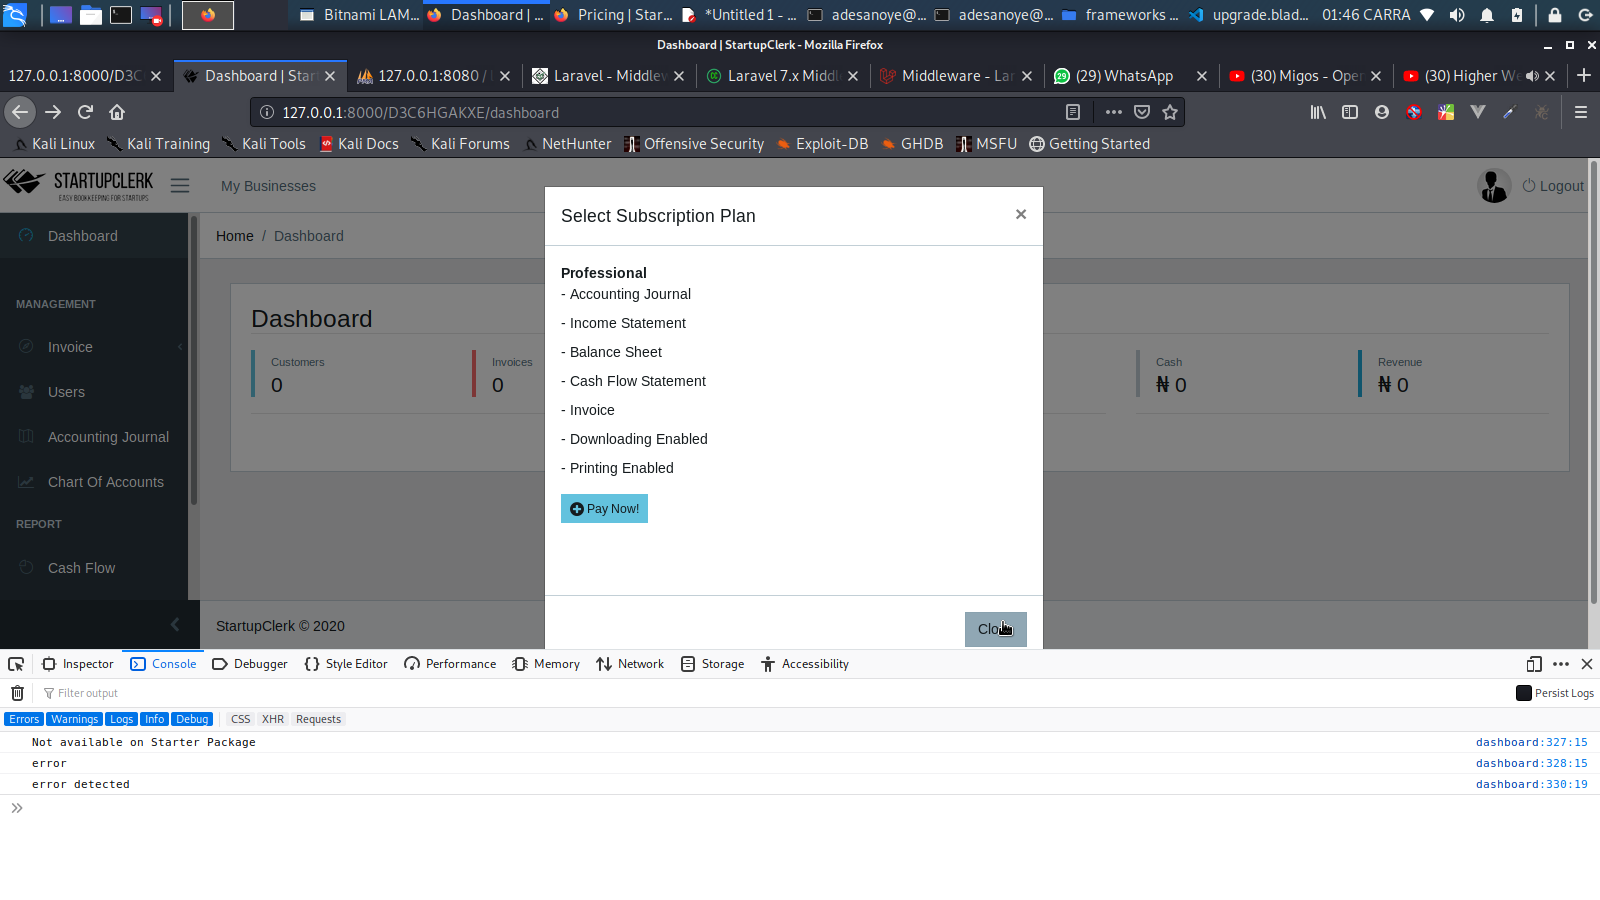 Bitnami LAM...
Dashboard | ...
Pricing | Star...
*Untitled 1 - ...
adesanoye@...
adesanoye@...
frameworks ...
upgrade.blad...
01:46 CARRA
Dashboard | StartupClerk - Mozilla Firefox
127.0.0.1:8000/D3C
Dashboard | Star
127.0.0.1:8080 /
Laravel - Middlew
Laravel 7.x Middl
Middleware - La
(29) WhatsApp
(30) Migos - Oper
(30) Higher We
127.0.0.1:8000/D3C6HGAKXE/dashboard
Kali Linux
Kali Training
Kali Tools
Kali Docs
Kali Forums
NetHunter
Offensive Security
Exploit-DB
GHDB
MSFU
Getting Started
STARTUPCLERK
EASY BOOKKEEPING FOR STARTUPS
My Businesses
Logout
Dashboard
MANAGEMENT
Invoice
Users
Accounting Journal
Chart Of Accounts
REPORT
Cash Flow
Home / Dashboard
Dashboard
Customers
0
Invoices
0
Cash
₦ 0
Revenue
₦ 0
StartupClerk © 2020
Select Subscription Plan
×
Professional
- Accounting Journal
- Income Statement
- Balance Sheet
- Cash Flow Statement
- Invoice
- Downloading Enabled
- Printing Enabled
Pay Now!
Clo
Inspector
Console
Debugger
Style Editor
Performance
Memory
Network
Storage
Accessibility
Filter output
Persist Logs
Errors
Warnings
Logs
Info
Debug
CSS
XHR
Requests
Not available on Starter Package dashboard:327:15
error dashboard:328:15
error detected dashboard:330:19